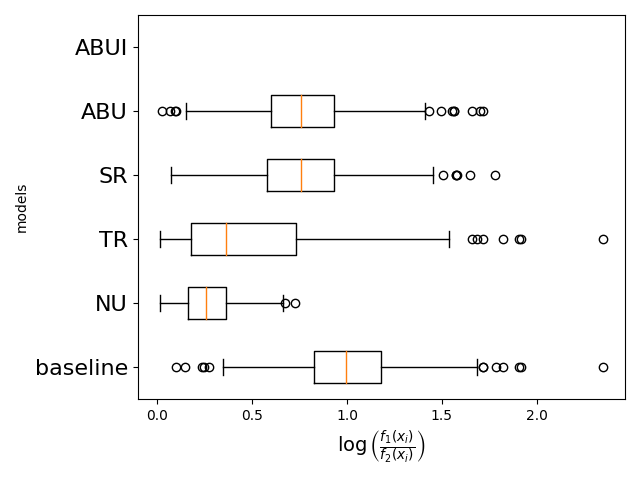 ABUI
ABU
SR
TR
NU
baseline
models
0.0 0.5 1.0 1.5 2.0
log(f₁(xᵢ)/f₂(xᵢ))